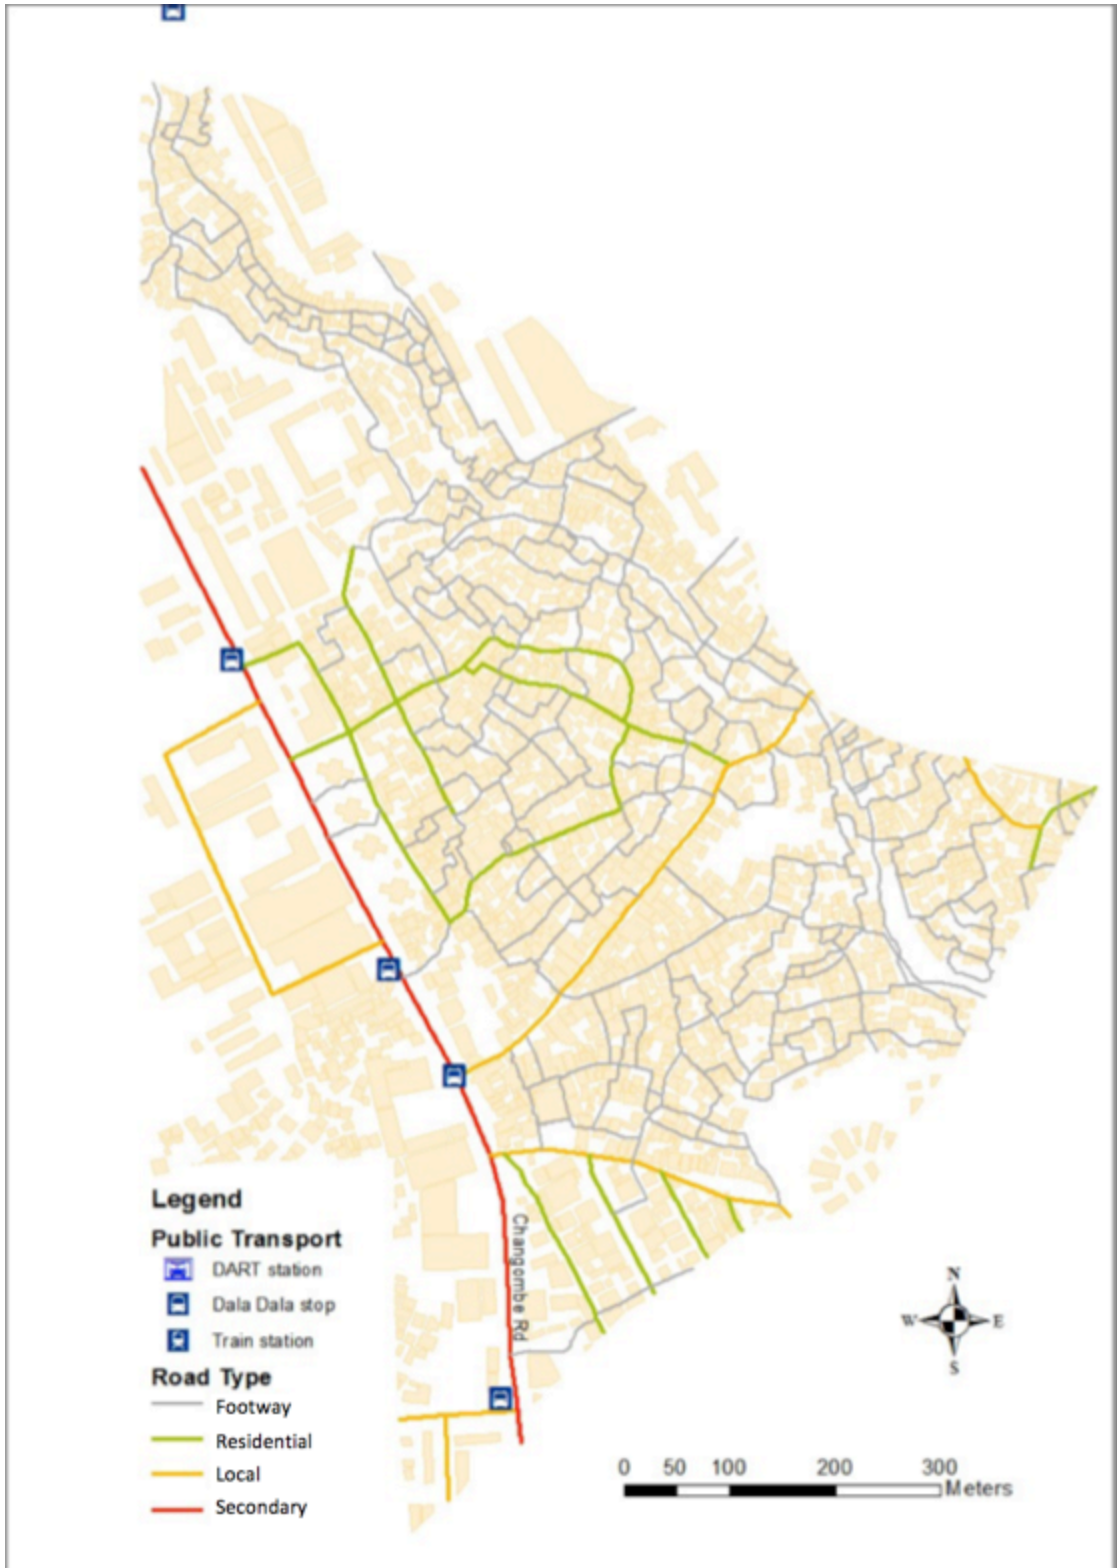 Legend
Public Transport
DART station
Dala Dala stop
Train station
Road Type
Footway
Residential
Local
Secondary
Changombe Rd
N
W E
S
0 50 100 200 300
Meters